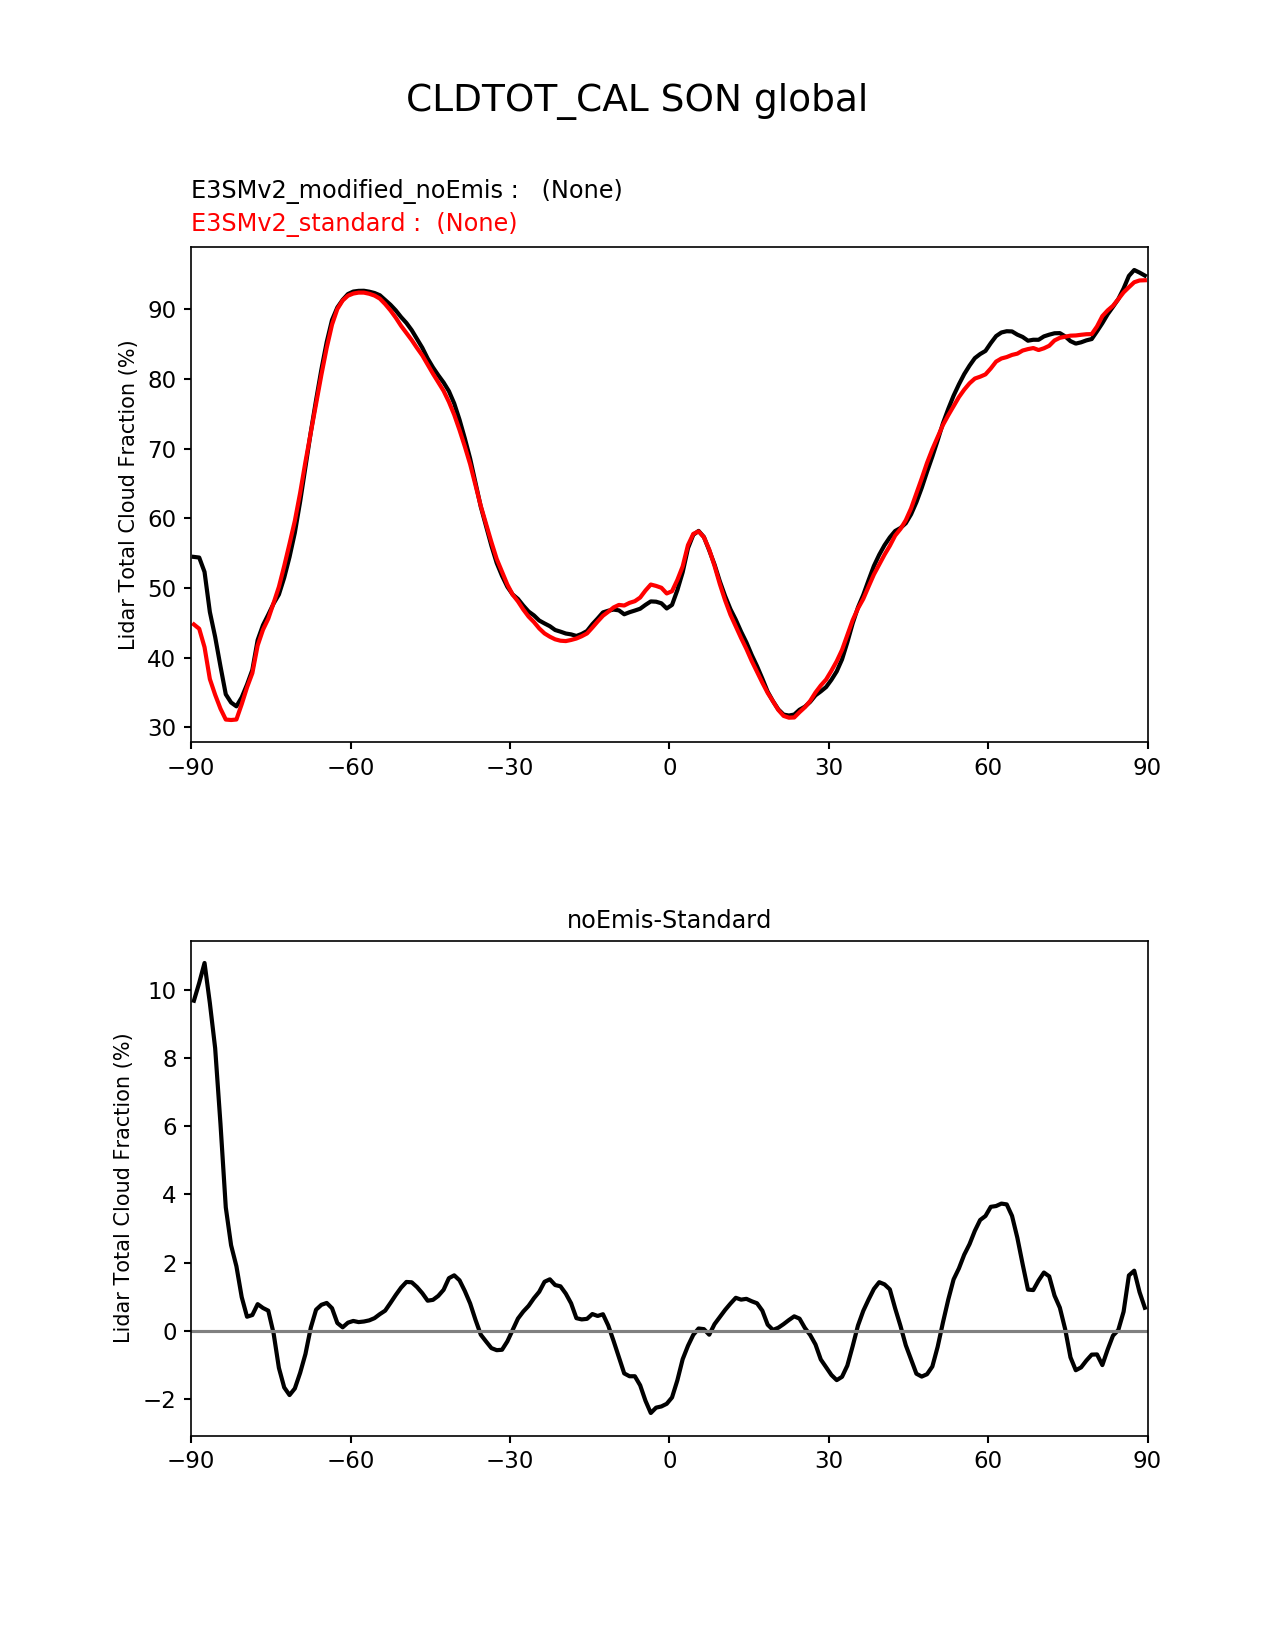 CLDTOT_CAL SON global
E3SMv2_modified_noEmis :   (None)
E3SMv2_standard :  (None)
Lidar Total Cloud Fraction (%)
90
80
70
60
50
40
30
−90 −60 −30 0 30 60 90
noEmis-Standard
Lidar Total Cloud Fraction (%)
10
8
6
4
2
0
−2
−90 −60 −30 0 30 60 90